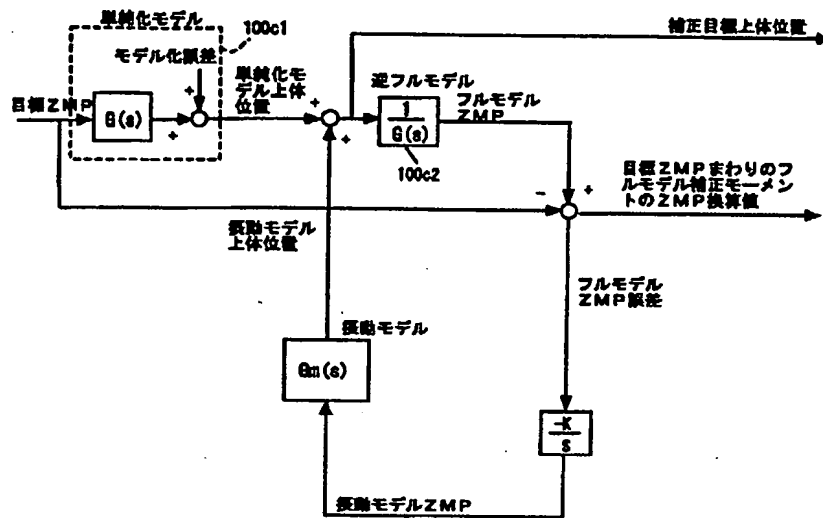 単純化モデル
100c1
補正目標上体位置
モデル化誤差
単純化モ
デル上体
位置
逆フルモデル
フルモデル
ZMP
目標ZMP
G(s)
+
+
+
+
1
G(s)
100c2
-
+
目標ZMPまわりのフ
ルモデル補正モーメン
トのZMP換算値
摂動モデル
上体位置
フルモデル
ZMP誤差
摂動モデル
Gm(s)
-K
s
摂動モデルZMP